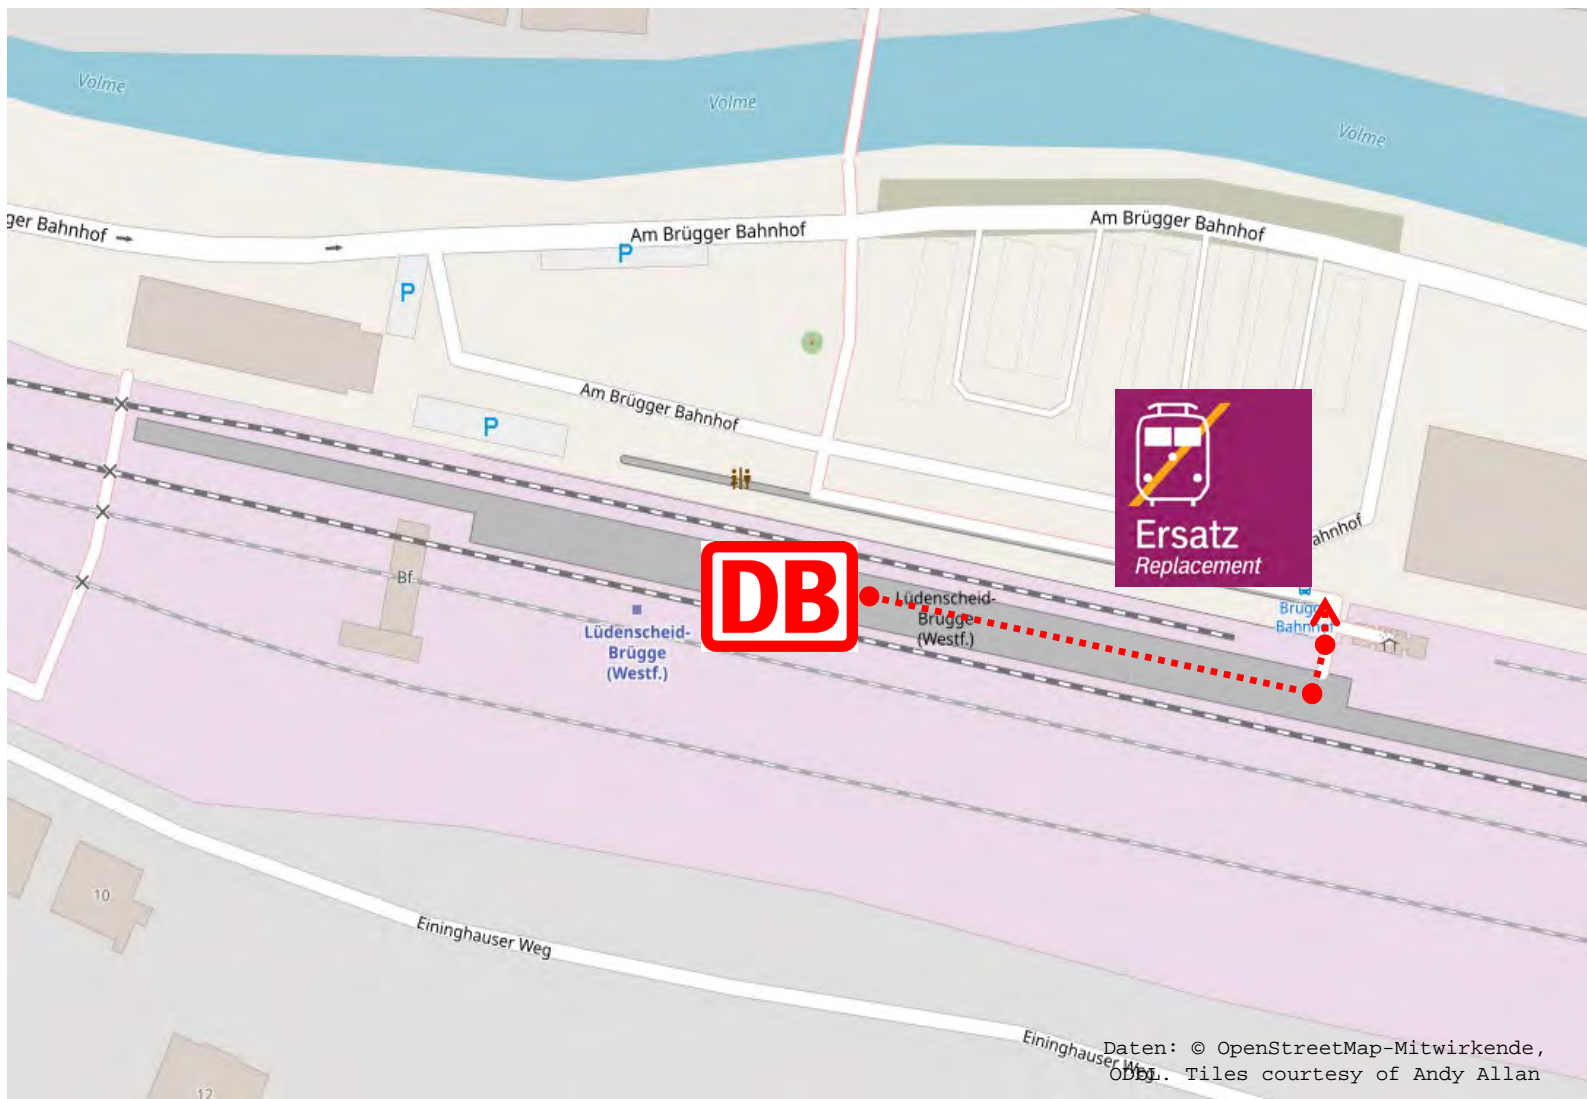 Volme
Volme
Volme
ger Bahnhof
Am Brügger Bahnhof
Am Brügger Bahnhof
P
P
Am Brügger Bahnhof
P
Ersatz
Replacement
ahnhof
Bf.
DB
Lüdenscheid-
Brügge
(Westf.)
Lüdenscheid-
Brügge
(Westf.)
Brügge
Bahnhof
10
Eininghauser Weg
Eininghauser Weg
12
Daten: © OpenStreetMap-Mitwirkende,
ODbL. Tiles courtesy of Andy Allan